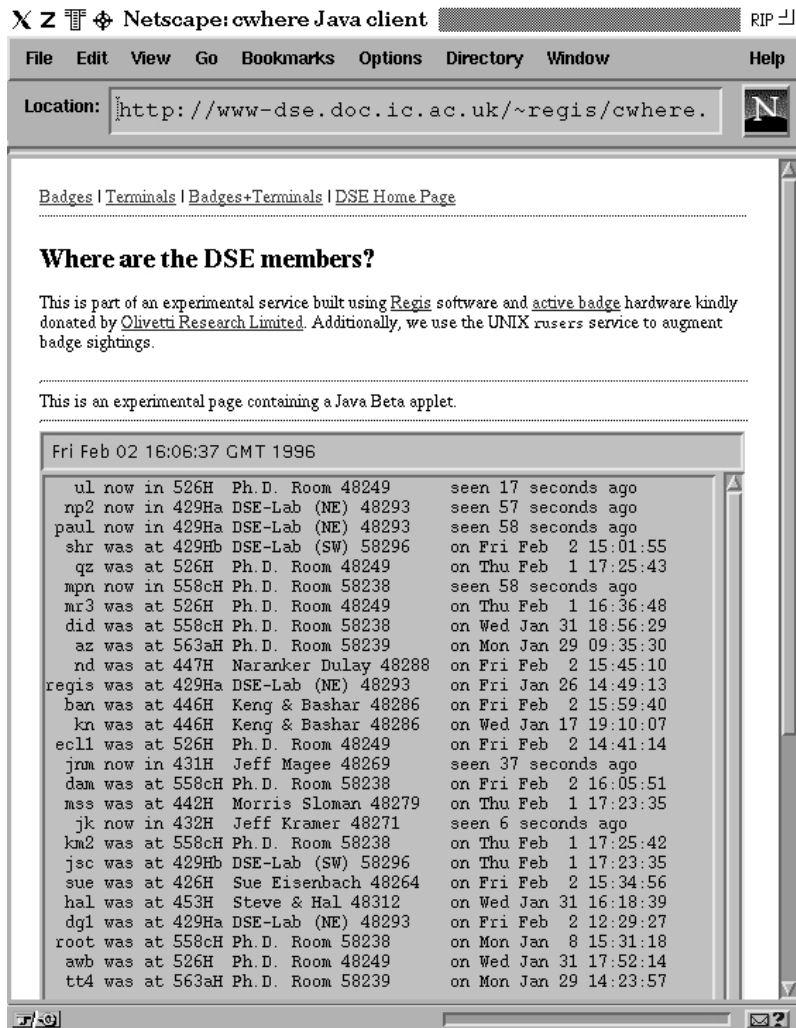 X Z Netscape: cwhere Java client RIP
File Edit View Go Bookmarks Options Directory Window Help
Location: http://www-dse.doc.ic.ac.uk/~regis/cwhere.
N
Badges | Terminals | Badges+Terminals | DSE Home Page
Where are the DSE members?
This is part of an experimental service built using Regis software and active badge hardware kindly
donated by Olivetti Research Limited. Additionally, we use the UNIX rusers service to augment
badge sightings.
This is an experimental page containing a Java Beta applet.
Fri Feb 02 16:06:37 GMT 1996
ul now in 526H Ph.D. Room 48249 seen 17 seconds ago
np2 now in 429Ha DSE-Lab (NE) 48293 seen 57 seconds ago
paul now in 429Ha DSE-Lab (NE) 48293 seen 58 seconds ago
shr was at 429Hb DSE-Lab (SW) 58296 on Fri Feb 2 15:01:55
qz was at 526H Ph.D. Room 48249 on Thu Feb 1 17:25:43
mpn now in 558cH Ph.D. Room 58238 seen 58 seconds ago
mr3 was at 526H Ph.D. Room 48249 on Thu Feb 1 16:36:48
did was at 558cH Ph.D. Room 58238 on Wed Jan 31 18:56:29
az was at 563aH Ph.D. Room 58239 on Mon Jan 29 09:35:30
nd was at 447H Naranker Dulay 48288 on Fri Feb 2 15:45:10
regis was at 429Ha DSE-Lab (NE) 48293 on Fri Jan 26 14:49:13
ban was at 446H Keng & Bashar 48286 on Fri Feb 2 15:59:40
kn was at 446H Keng & Bashar 48286 on Wed Jan 17 19:10:07
ecl1 was at 526H Ph.D. Room 48249 on Fri Feb 2 14:41:14
jnm now in 431H Jeff Magee 48269 seen 37 seconds ago
dam was at 558cH Ph.D. Room 58238 on Fri Feb 2 16:05:51
mss was at 442H Morris Sloman 48279 on Thu Feb 1 17:23:35
jk now in 432H Jeff Kramer 48271 seen 6 seconds ago
km2 was at 558cH Ph.D. Room 58238 on Thu Feb 1 17:25:42
jsc was at 429Hb DSE-Lab (SW) 58296 on Thu Feb 1 17:23:35
sue was at 426H Sue Eisenbach 48264 on Fri Feb 2 15:34:56
hal was at 453H Steve & Hal 48312 on Wed Jan 31 16:18:39
dg1 was at 429Ha DSE-Lab (NE) 48293 on Fri Feb 2 12:29:27
root was at 558cH Ph.D. Room 58238 on Mon Jan 8 15:31:18
awb was at 526H Ph.D. Room 48249 on Wed Jan 31 17:52:14
tt4 was at 563aH Ph.D. Room 58239 on Mon Jan 29 14:23:57